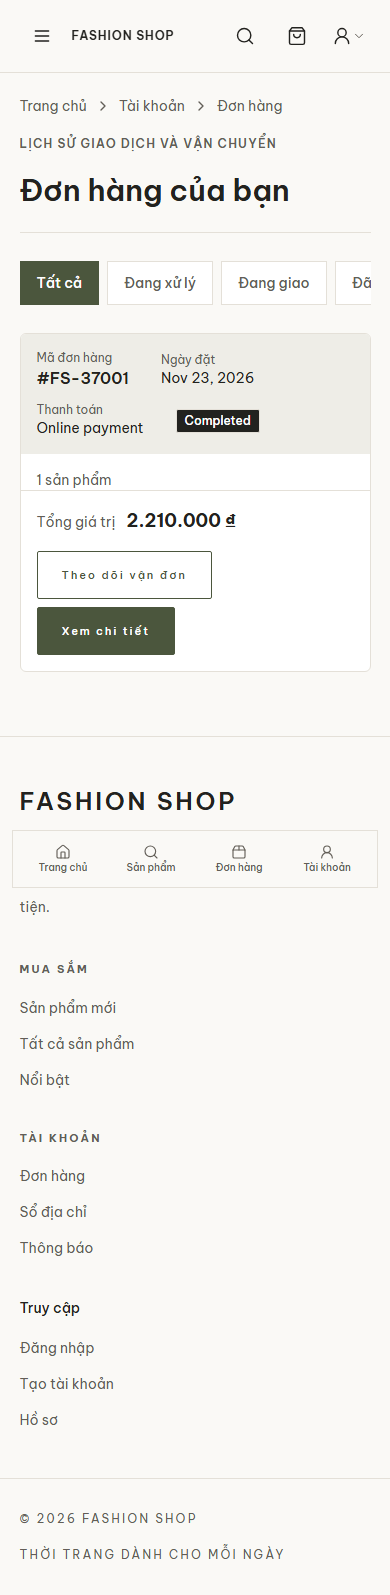 FASHION SHOP
Trang chủ > Tài khoản > Đơn hàng
LỊCH SỬ GIAO DỊCH VÀ VẬN CHUYỂN
Đơn hàng của bạn
Tất cả Đang xử lý Đang giao Đã
Mã đơn hàng Ngày đặt
#FS-37001 Nov 23, 2026
Thanh toán
Online payment Completed
1 sản phẩm
Tổng giá trị 2.210.000 ₫
Theo dõi vận đơn
Xem chi tiết
FASHION SHOP
Trang chủ Sản phẩm Đơn hàng Tài khoản
tiện.
MUA SẮM
Sản phẩm mới
Tất cả sản phẩm
Nổi bật
TÀI KHOẢN
Đơn hàng
Sổ địa chỉ
Thông báo
Truy cập
Đăng nhập
Tạo tài khoản
Hồ sơ
© 2026 FASHION SHOP
THỜI TRANG DÀNH CHO MỖI NGÀY